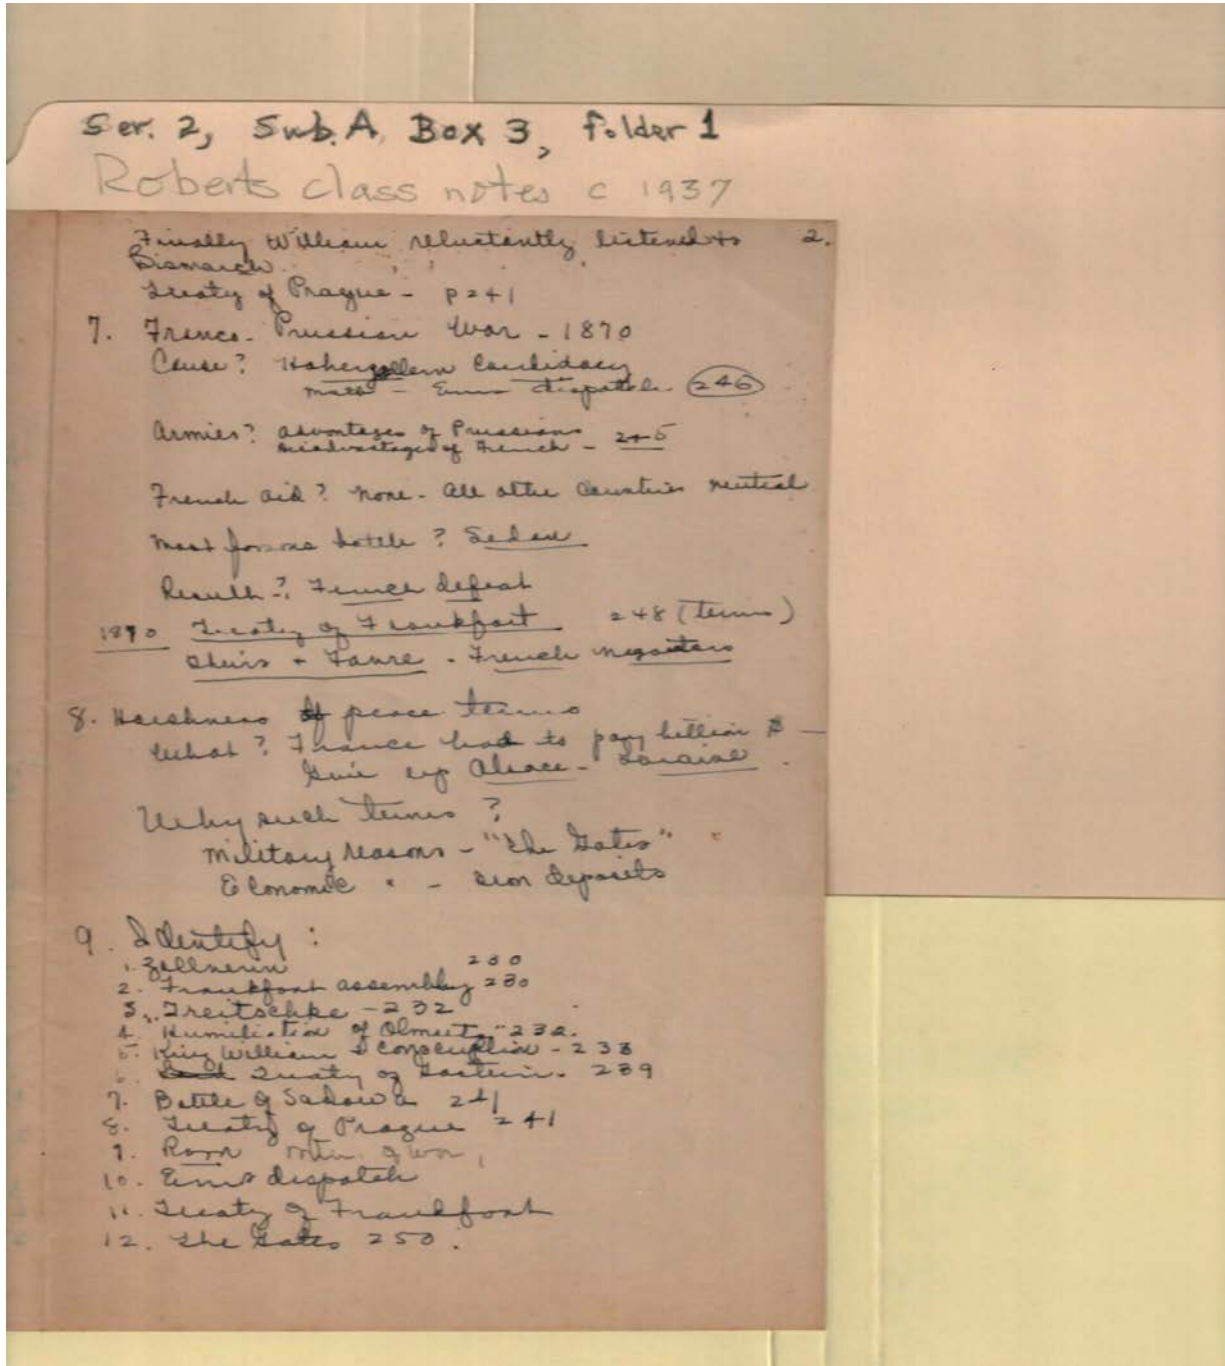 Ser. 2, Sub. A, Box 3, Folder 1
Roberts class notes c 1937
Finally William reluctantly listened to 2.
Bismarck.
Treaty of Prague - p241
7. Franco-Prussian War - 1870
Cause? Hohenzollern Candidacy
- Ems dispatch. 246
Armies? advantages of Prussians
disadvantages of French - 245
French aid? None - All other Countries neutral
Most famous battle? Sedan
Result? French defeat
1870 Treaty of Frankfort 248 (terms)
Thiers + Favre - French
8. Harshness of peace terms
What? France had to pay billion $ -
Give up Alsace-Loraine.
Why such terms?
Military reasons - "The Gates"
Economic " - iron deposits
9. Identify:
1. Zollverein 230
2. Frankfort assembly 230
3. Treitschke - 232
4. Humiliation of Olmutz - 232.
5. King William & conscription - 233
6. Treaty of Gastein. 239
7. Battle of Sadowa 241
8. Treaty of Prague 241
9. Roon Min. of War,
10. Ems dispatch
11. Treaty of Frankfort
12. The Gates 250.